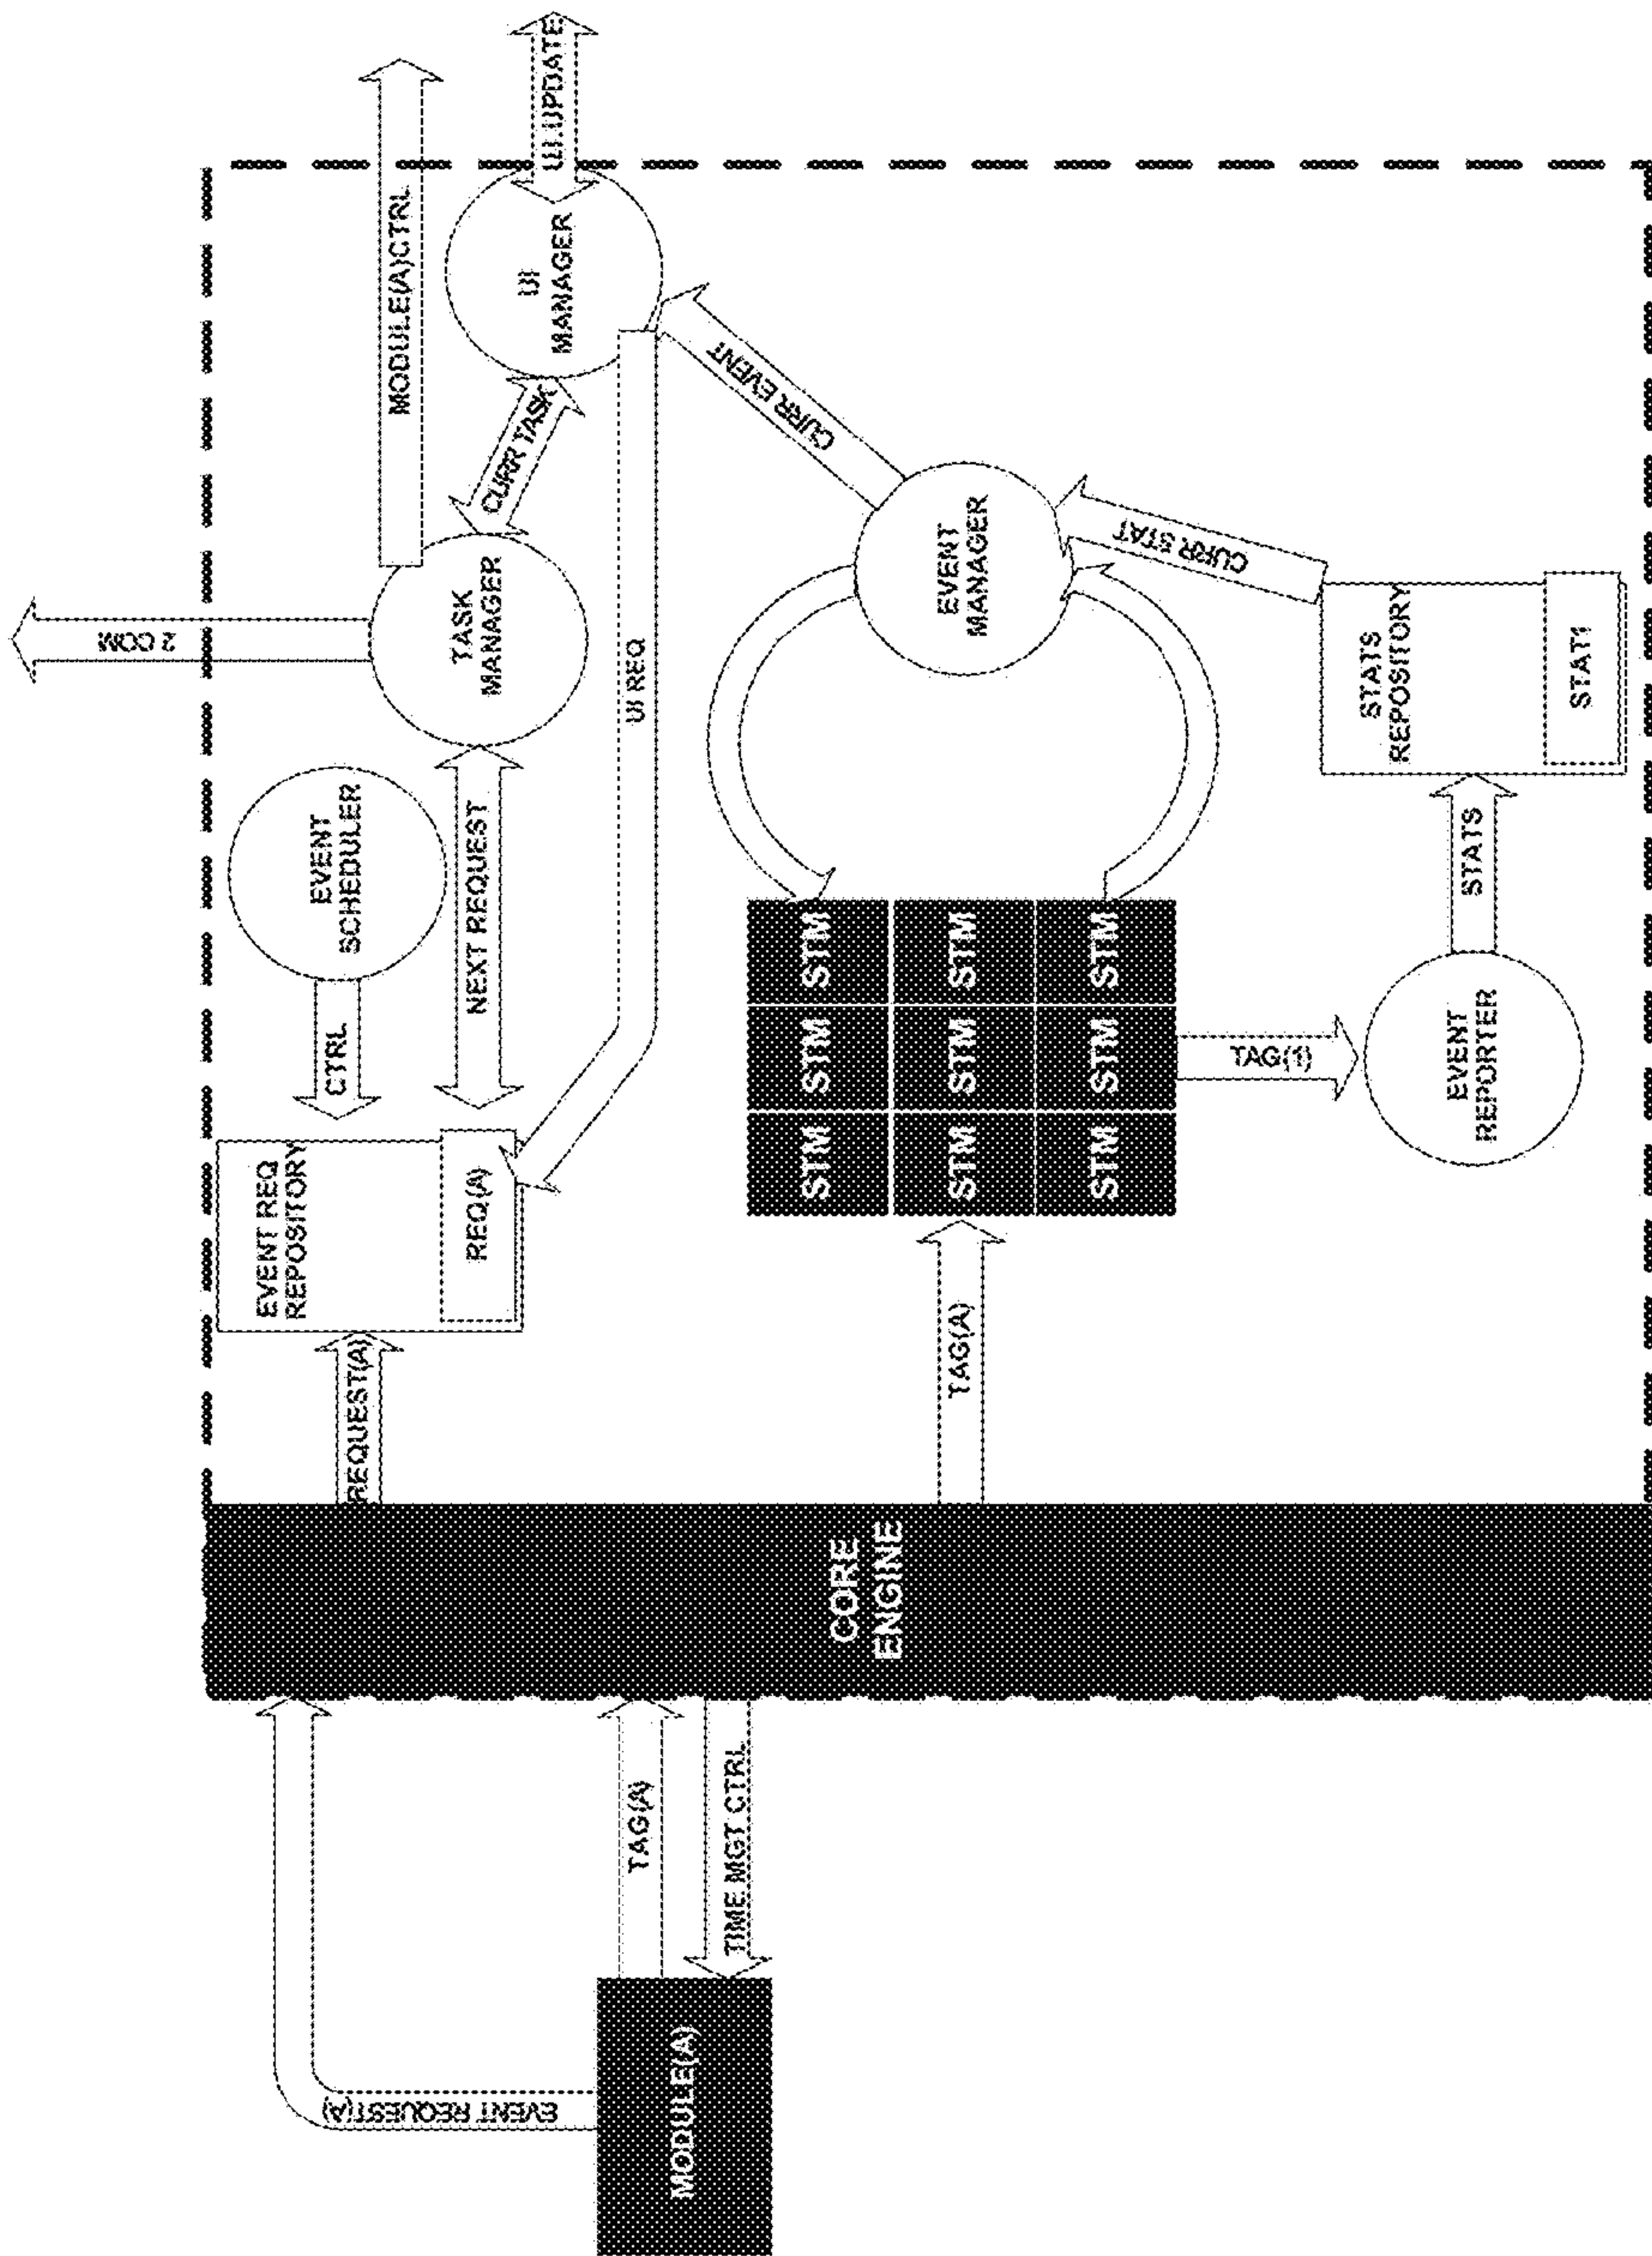 EVENT REQUEST(A)
MODULE(A)
TAG(A)
TIME MGT CTRL
CORE
ENGINE
REQUEST(A)
EVENT REQ
REPOSITORY
REQ(A)
CTRL
EVENT
SCHEDULER
NEXT REQUEST
2 COM
TASK
MANAGER
MODULE(A)CTRL
CURR TASK
UI
MANAGER
UI UPDATE
UI REQ
TAG(A)
STM STM STM
STM STM STM
STM STM STM
EVENT
MANAGER
CURR EVENT
CURR STAT
TAG(1)
EVENT
REPORTER
STATS
STATS
REPOSITORY
STAT1